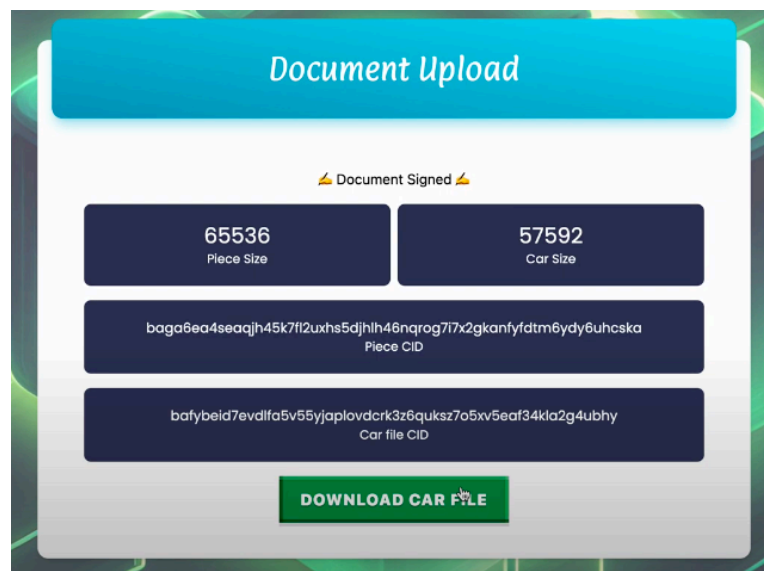 Document Upload
✍️ Document Signed ✍️
65536
Piece Size
57592
Car Size
baga6ea4seaqjh45k7fl2uxhs5djhlh46nqrog7i7x2gkanfyfdtm6ydy6uhcska
Piece CID
bafybeid7evdlfa5v55yjaplovdcrk3z6quksz7o5xv5eaf34kla2g4ubhy
Car file CID
DOWNLOAD CAR FILE